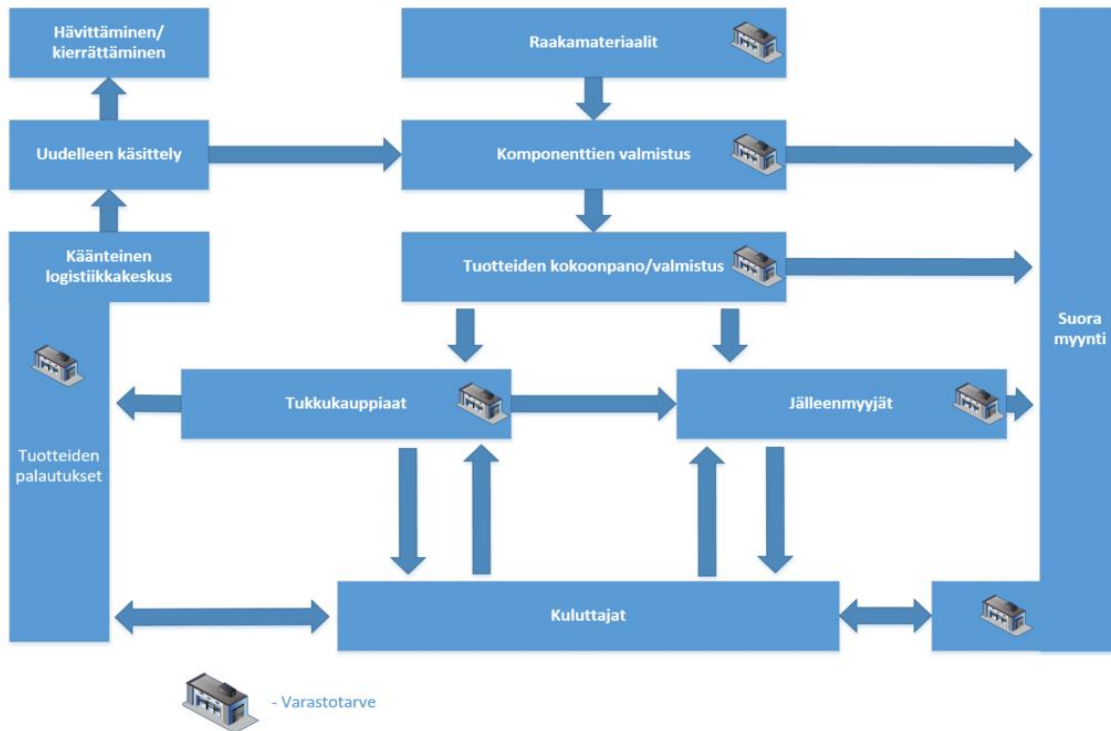 Hävittäminen/
kierrättäminen
Raakamateriaalit
Uudelleen käsittely
Komponenttien valmistus
Käänteinen
logistiikkakeskus
Tuotteiden kokoonpano/valmistus
Suora
myynti
Tukkukauppiaat
Jälleenmyyjät
Tuotteiden
palautukset
Kuluttajat
- Varastotarve